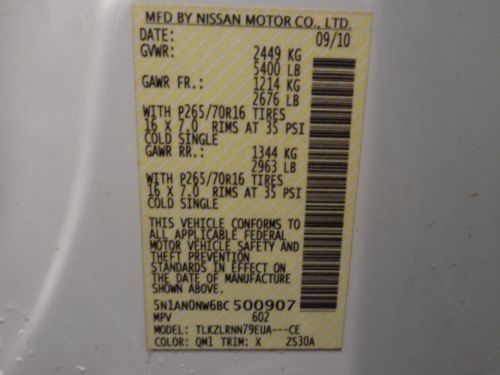 MFD BY NISSAN MOTOR CO., LTD.
DATE: 09/10
GVWR: 2449 KG
5400 LB
GAWR FR.: 1214 KG
2676 LB
WITH P265/70R16 TIRES
16 X 7.0 RIMS AT 35 PSI
COLD SINGLE
GAWR RR.: 1344 KG
2963 LB
WITH P265/70R16 TIRES
16 X 7.0 RIMS AT 35 PSI
COLD SINGLE
THIS VEHICLE CONFORMS TO
ALL APPLICABLE FEDERAL
MOTOR VEHICLE SAFETY AND
THEFT PREVENTION
STANDARDS IN EFFECT ON
THE DATE OF MANUFACTURE
SHOWN ABOVE.
5N1AN0NW6BC 500907
MPV 602
MODEL: TLKZLRNN79EUA---CE
COLOR: QM1 TRIM: X ZS30A